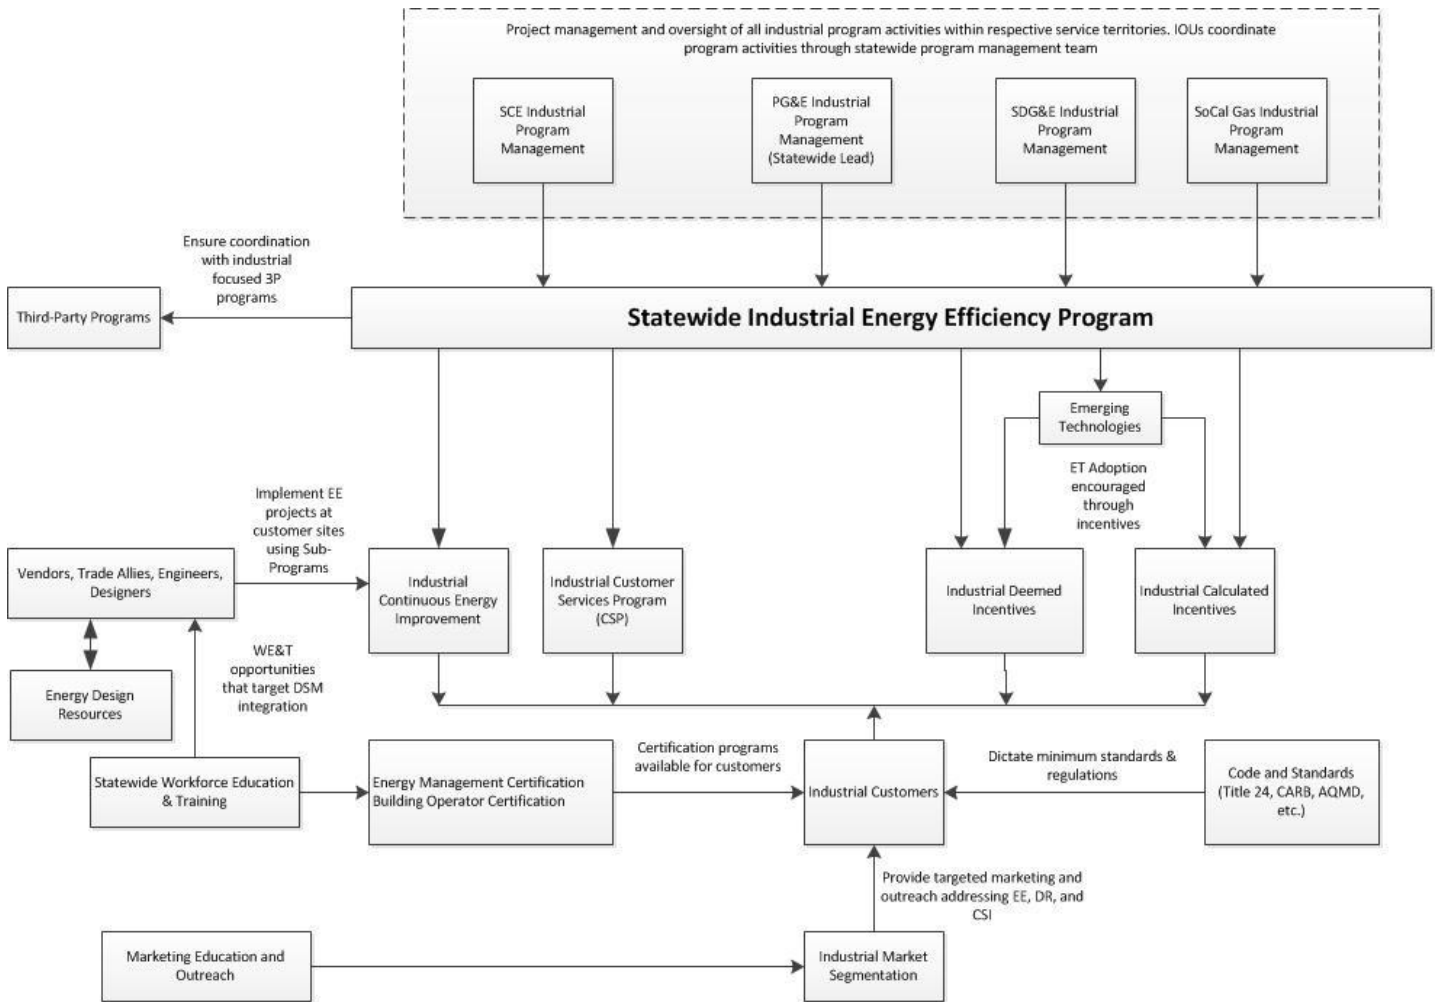 Project management and oversight of all industrial program activities within respective service territories. IOUs coordinate
program activities through statewide program management team
SCE Industrial
Program
Management
PG&E Industrial
Program
Management
(Statewide Lead)
SDG&E Industrial
Program
Management
SoCal Gas Industrial
Program
Management
Ensure coordination
with industrial
focused 3P
programs
Third-Party Programs
Statewide Industrial Energy Efficiency Program
Emerging
Technologies
ET Adoption
encouraged
through
incentives
Implement EE
projects at
customer sites
using Sub-
Programs
Vendors, Trade Allies, Engineers,
Designers
Industrial
Continuous Energy
Improvement
Industrial Customer
Services Program
(CSP)
Industrial Deemed
Incentives
Industrial Calculated
Incentives
WE&T
opportunities
that target DSM
integration
Energy Design
Resources
Statewide Workforce Education
& Training
Energy Management Certification
Building Operator Certification
Certification programs
available for customers
Industrial Customers
Dictate minimum standards &
regulations
Code and Standards
(Title 24, CARB, AQMD,
etc.)
Provide targeted marketing and
outreach addressing EE, DR, and
CSI
Marketing Education and
Outreach
Industrial Market
Segmentation